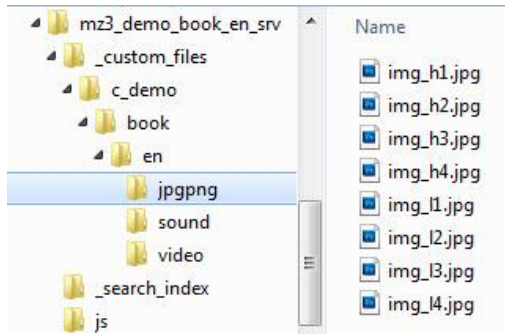 mz3_demo_book_en_srv
_custom_files
c_demo
book
en
jpgpng
sound
video
_search_index
js
Name
img_h1.jpg
img_h2.jpg
img_h3.jpg
img_h4.jpg
img_l1.jpg
img_l2.jpg
img_l3.jpg
img_l4.jpg